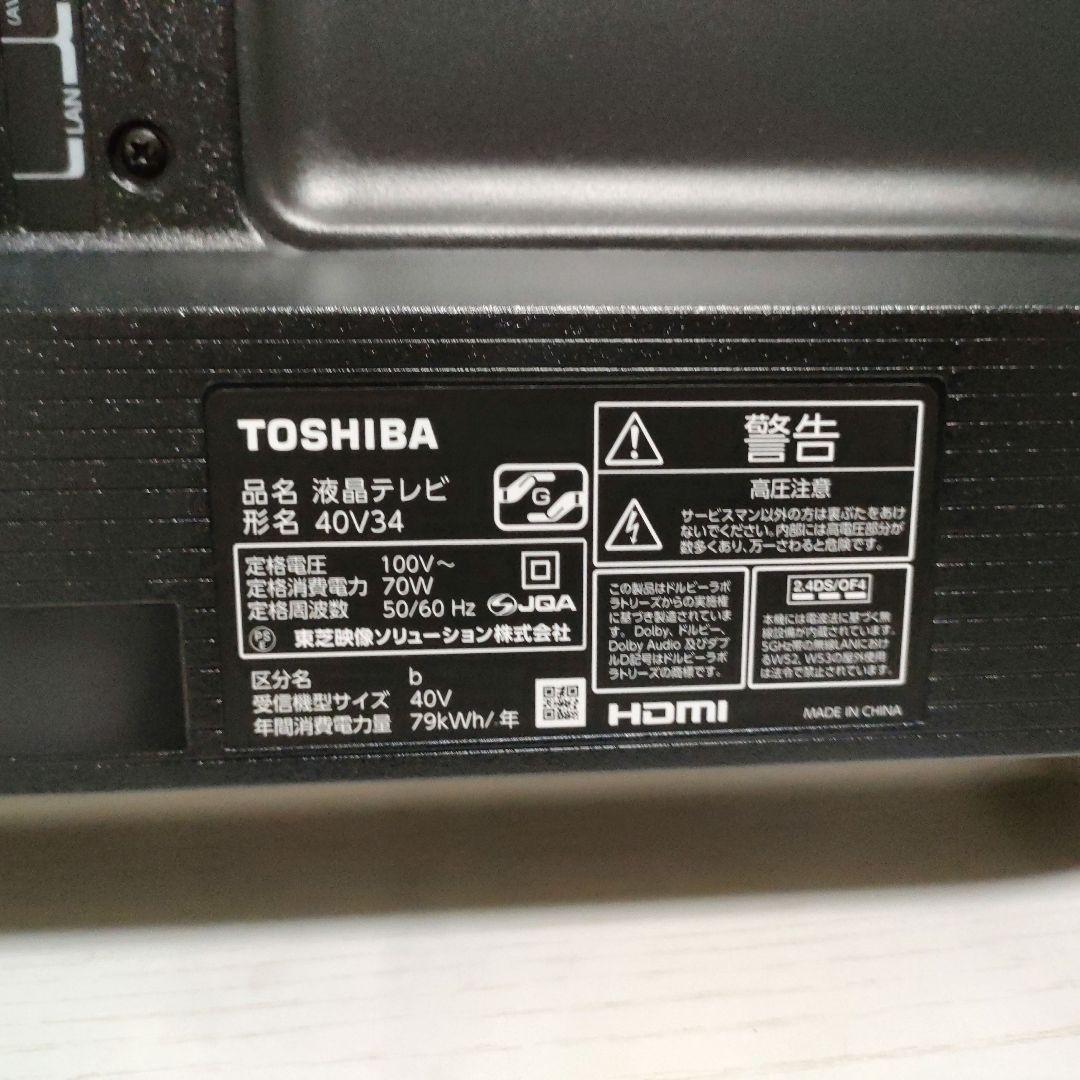 LAN
TOSHIBA
品名 液晶テレビ
形名 40V34
G
定格電圧 100V～
定格消費電力 70W
定格周波数 50/60 Hz
JQA
PS
E
東芝映像ソリューション株式会社
区分名 b
受信機型サイズ 40V
年間消費電力量 79kWh/年
警告
高圧注意
サービスマン以外の方は裏ぶたをあけ
ないでください。内部には高電圧部分が
数多くあり、万一さわると危険です。
この製品はドルビーラボ
ラトリーズからの実施権
に基づき製造されていま
す。Dolby、ドルビー、
Dolby Audio 及びダブ
ルD記号はドルビーラボ
ラトリーズの商標です。
2.4DS/OF4
本機には電波法に基づく無
線設備が内蔵されています。
5GHz帯の無線LANにおけ
るW52、W53の屋外使用
は法令で禁止されています。
HDMI
MADE IN CHINA